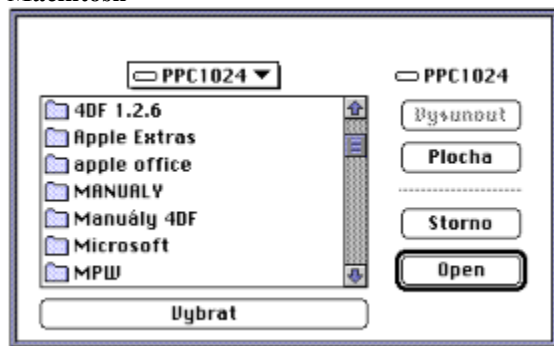 PPC1024
PPC1024
4DF 1.2.6
Apple Extras
apple office
MANUALY
Manuály 4DF
Microsoft
MPW
Vysunout
Plocha
Storno
Open
Vybrat